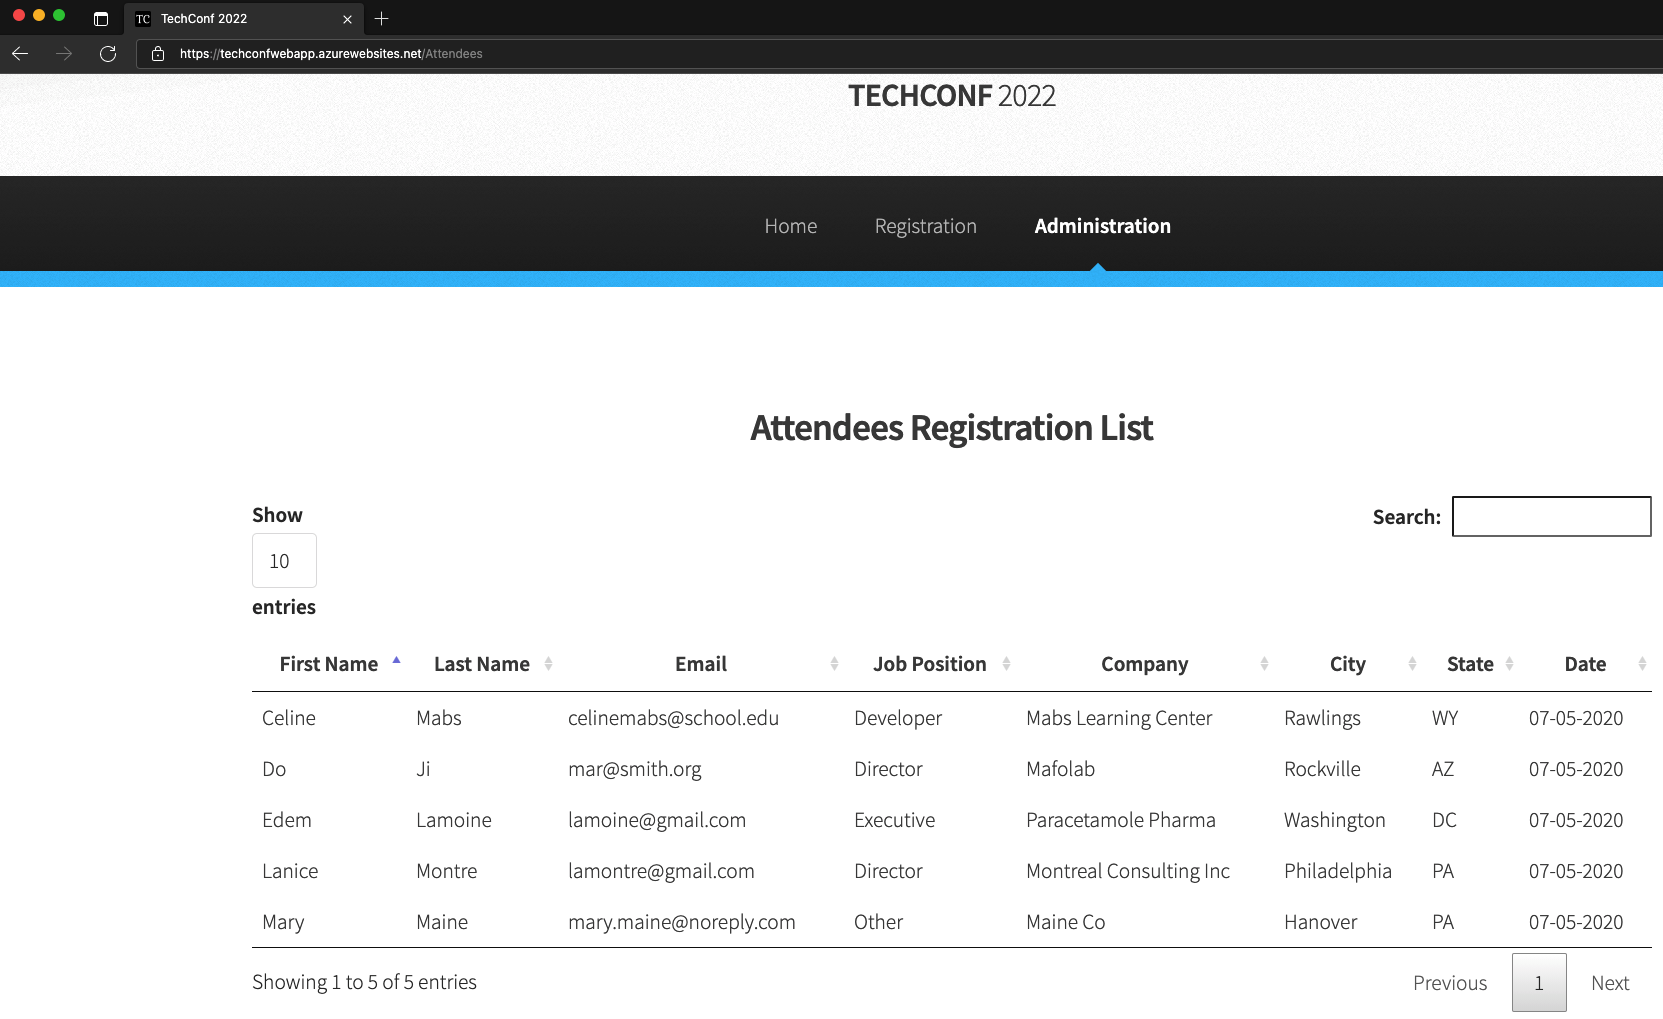 TC TechConf 2022
https://techconfwebapp.azurewebsites.net/Attendees
TECHCONF 2022
Home Registration Administration
Attendees Registration List
Show
Search:
10
entries
First Name Last Name Email Job Position Company City State Date
Celine Mabs celinemabs@school.edu Developer Mabs Learning Center Rawlings WY 07-05-2020
Do Ji mar@smith.org Director Mafolab Rockville AZ 07-05-2020
Edem Lamoine lamoine@gmail.com Executive Paracetamole Pharma Washington DC 07-05-2020
Lanice Montre lamontre@gmail.com Director Montreal Consulting Inc Philadelphia PA 07-05-2020
Mary Maine mary.maine@noreply.com Other Maine Co Hanover PA 07-05-2020
Showing 1 to 5 of 5 entries
Previous 1 Next